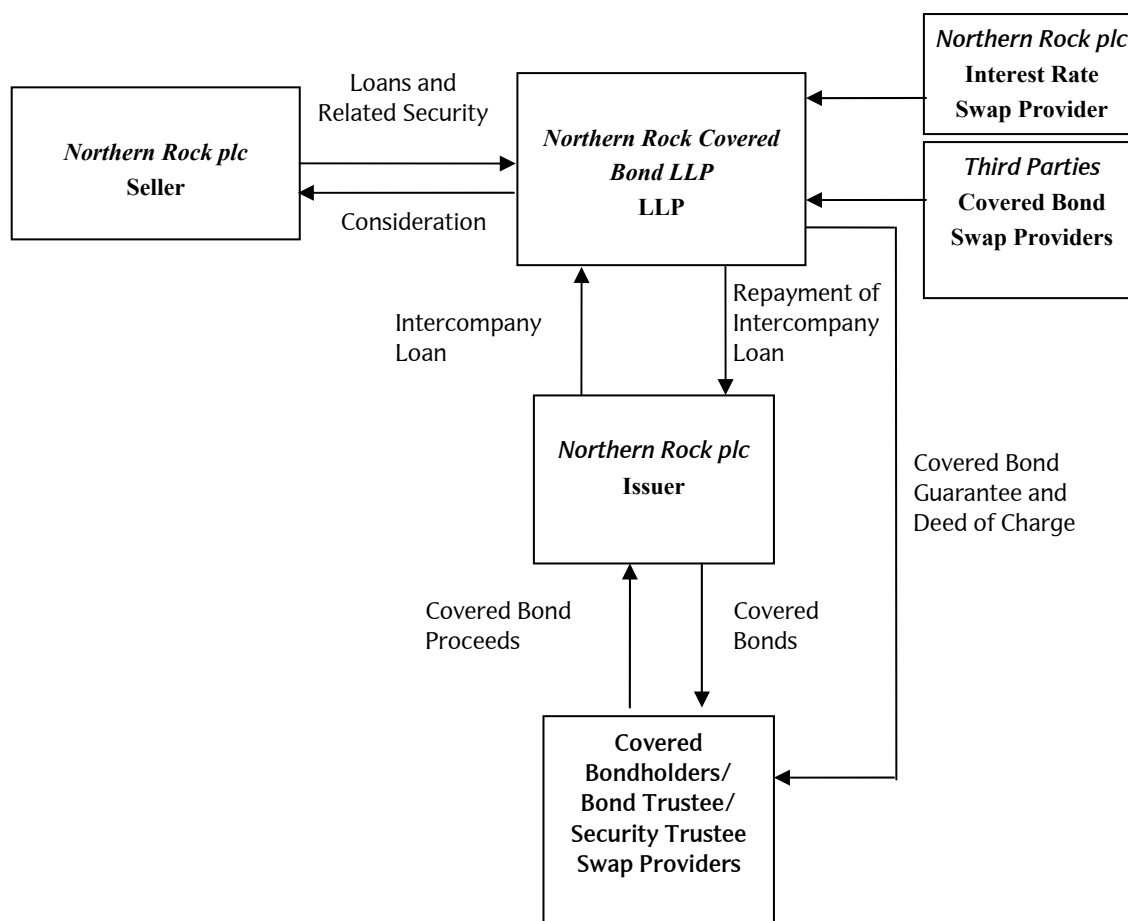 Northern Rock plc
Interest Rate
Swap Provider
Loans and
Related Security
Northern Rock plc
Seller
Northern Rock Covered
Bond LLP
LLP
Third Parties
Covered Bond
Swap Providers
Consideration
Intercompany
Loan
Repayment of
Intercompany
Loan
Northern Rock plc
Issuer
Covered Bond
Guarantee and
Deed of Charge
Covered Bond
Proceeds
Covered
Bonds
Covered
Bondholders/
Bond Trustee/
Security Trustee
Swap Providers